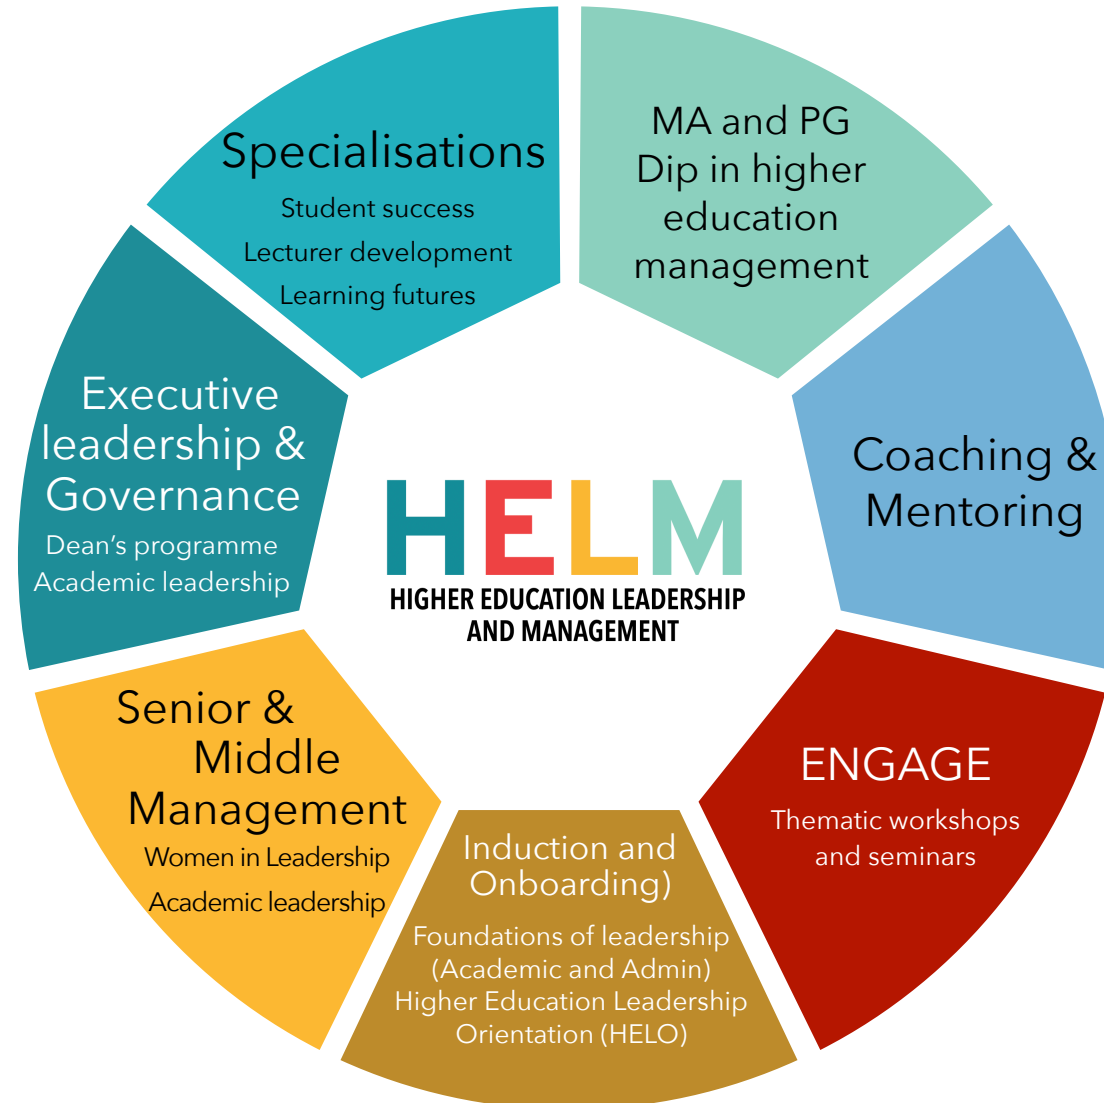 Specialisations
Student success
Lecturer development
Learning futures
MA and PG
Dip in higher
education
management
Coaching &
Mentoring
ENGAGE
Thematic workshops
and seminars
Induction and
Onboarding)
Foundations of leadership
(Academic and Admin)
Higher Education Leadership
Orientation (HELO)
Senior &
Middle
Management
Women in Leadership
Academic leadership
Executive
leadership &
Governance
Dean’s programme
Academic leadership
HELM
HIGHER EDUCATION LEADERSHIP
AND MANAGEMENT